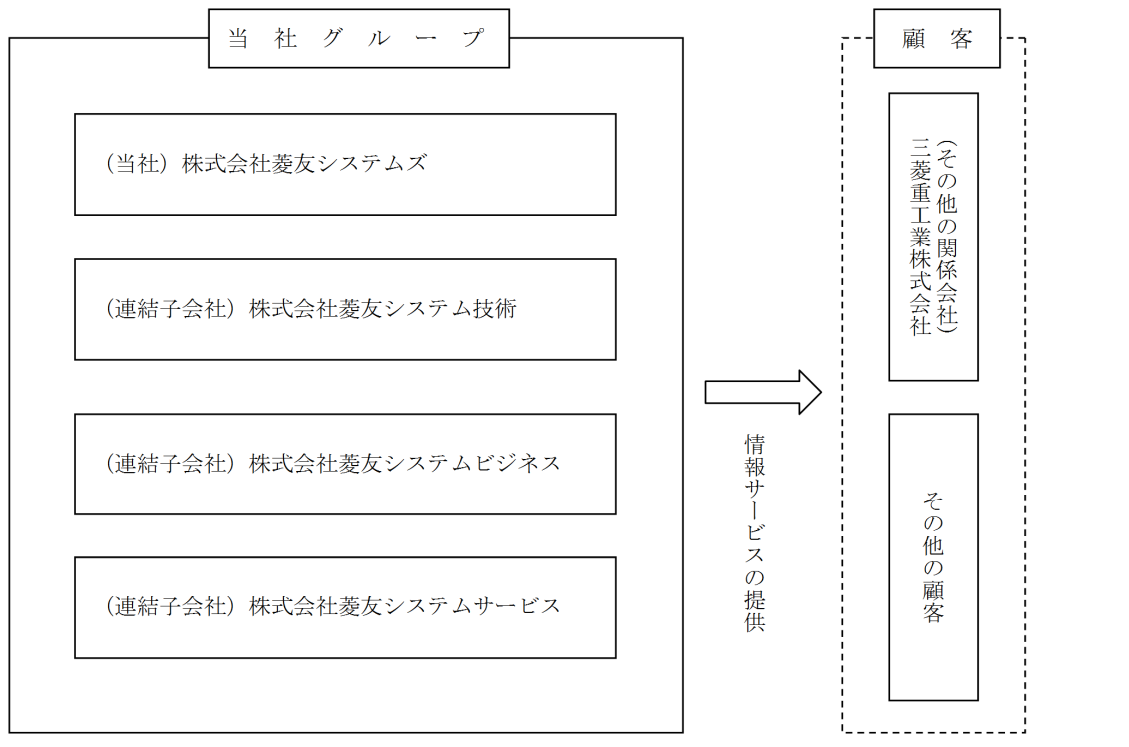 当社グループ
(当社)株式会社菱友システムズ
(連結子会社)株式会社菱友システム技術
(連結子会社)株式会社菱友システムビジネス
(連結子会社)株式会社菱友システムサービス
情報サービスの提供
顧客
(その他の関係会社)
三菱重工業株式会社
その他の顧客